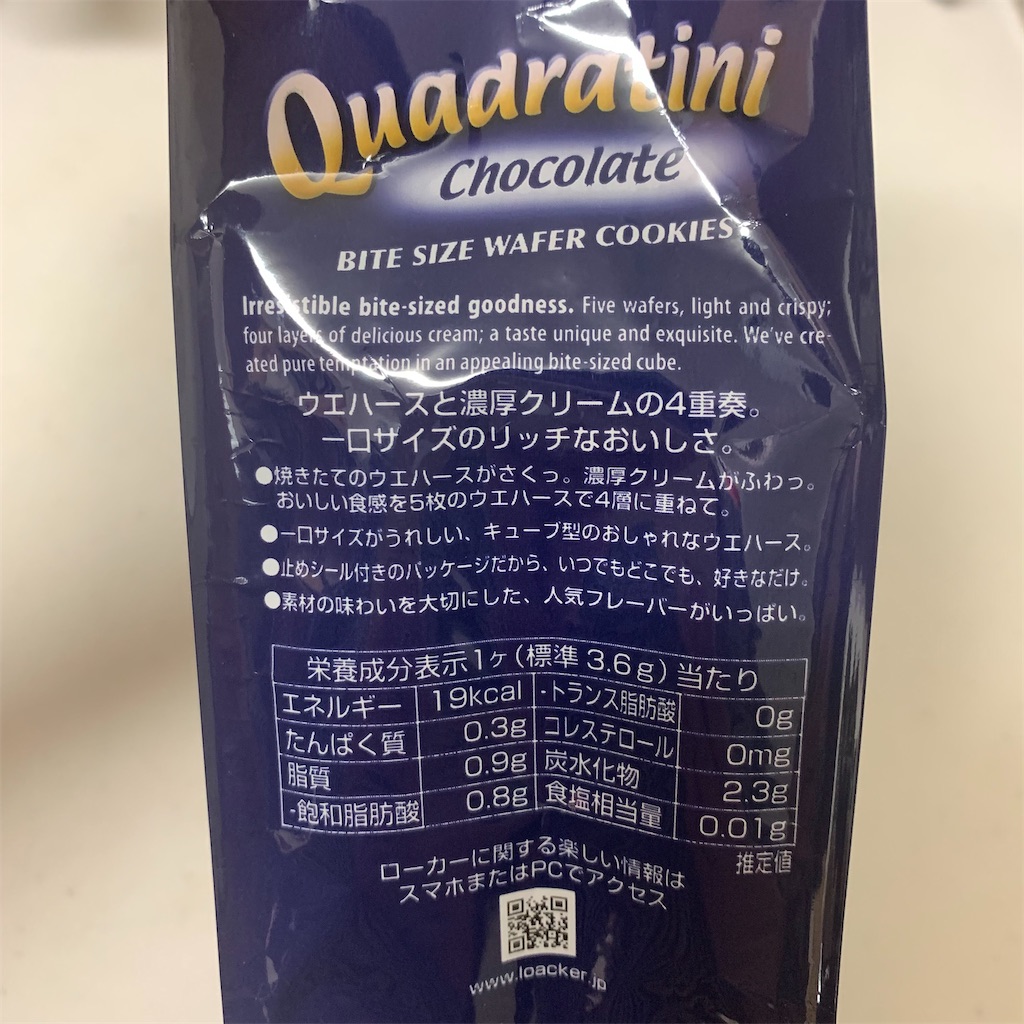 Quadratini
Chocolate
BITE SIZE WAFER COOKIES
Irresistible bite-sized goodness. Five wafers, light and crispy;
four layers of delicious cream; a taste unique and exquisite. We've cre-
ated pure temptation in an appealing bite-sized cube.
ウエハースと濃厚クリームの4重奏。
一口サイズのリッチなおいしさ。
●焼きたてのウエハースがさくっ。濃厚クリームがふわっ。
おいしい食感を5枚のウエハースで4層に重ねて。
●一口サイズがうれしい、キューブ型のおしゃれなウエハース。
●止めシール付きのパッケージだから、いつでもどこでも、好きなだけ。
●素材の味わいを大切にした、人気フレーバーがいっぱい。
栄養成分表示1ヶ(標準 3.6g)当たり
エネルギー 19kcal -トランス脂肪酸 0g
たんぱく質 0.3g コレステロール 0mg
脂質 0.9g 炭水化物 2.3g
-飽和脂肪酸 0.8g 食塩相当量 0.01g
推定値
ローカーに関する楽しい情報は
スマホまたはPCでアクセス
www.loacker.jp